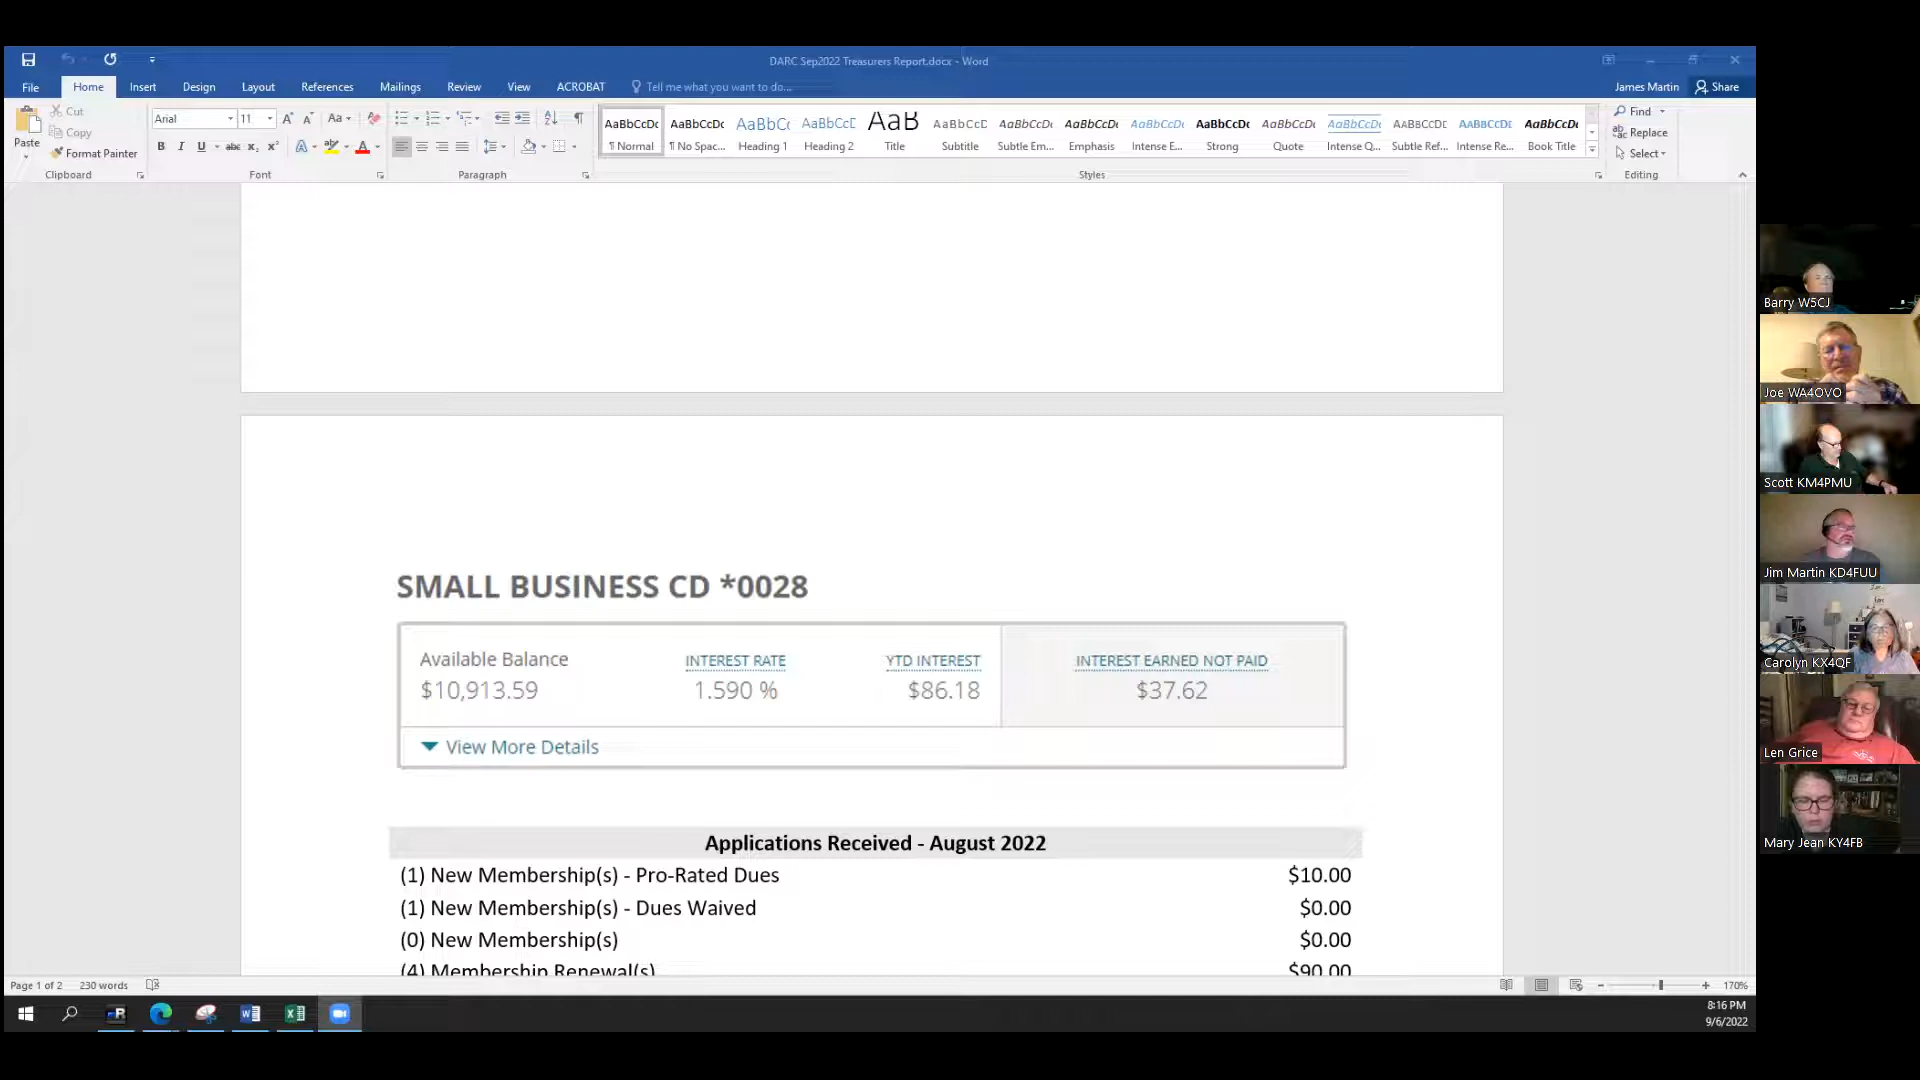 DARC Sep2022 Treasurers Report.docx - Word
File Home Insert Design Layout References Mailings Review View ACROBAT Tell me what you want to do... James Martin Share
Paste Cut Copy Format Painter
Arial 11
AaBbCcDc AaBbCcDc AaBbCc AaBbCcD AaB AaBbCcD AaBbCcDc AaBbCcDc AaBbCcDc AaBbCcDc AaBbCcDc AaBbCcDc AaBbCcDc AaBbCcDc AaBbCcDc
¶ Normal ¶ No Spac... Heading 1 Heading 2 Title Subtitle Subtle Em... Emphasis Intense E... Strong Quote Intense Q... Subtle Ref... Intense Re... Book Title
Find Replace Select
Clipboard Font Paragraph Styles Editing
SMALL BUSINESS CD *0028
Available Balance INTEREST RATE YTD INTEREST INTEREST EARNED NOT PAID
$10,913.59 1.590 % $86.18 $37.62
View More Details
Applications Received - August 2022
(1) New Membership(s) - Pro-Rated Dues $10.00
(1) New Membership(s) - Dues Waived $0.00
(0) New Membership(s) $0.00
(4) Membership Renewal(s) $90.00
Page 1 of 2 230 words 170%
8:16 PM
9/6/2022
Barry W5CJ
Joe WA4OVO
Scott KM4PMU
Jim Martin KD4FUU
Carolyn KX4QF
Len Grice
Mary Jean KY4FB